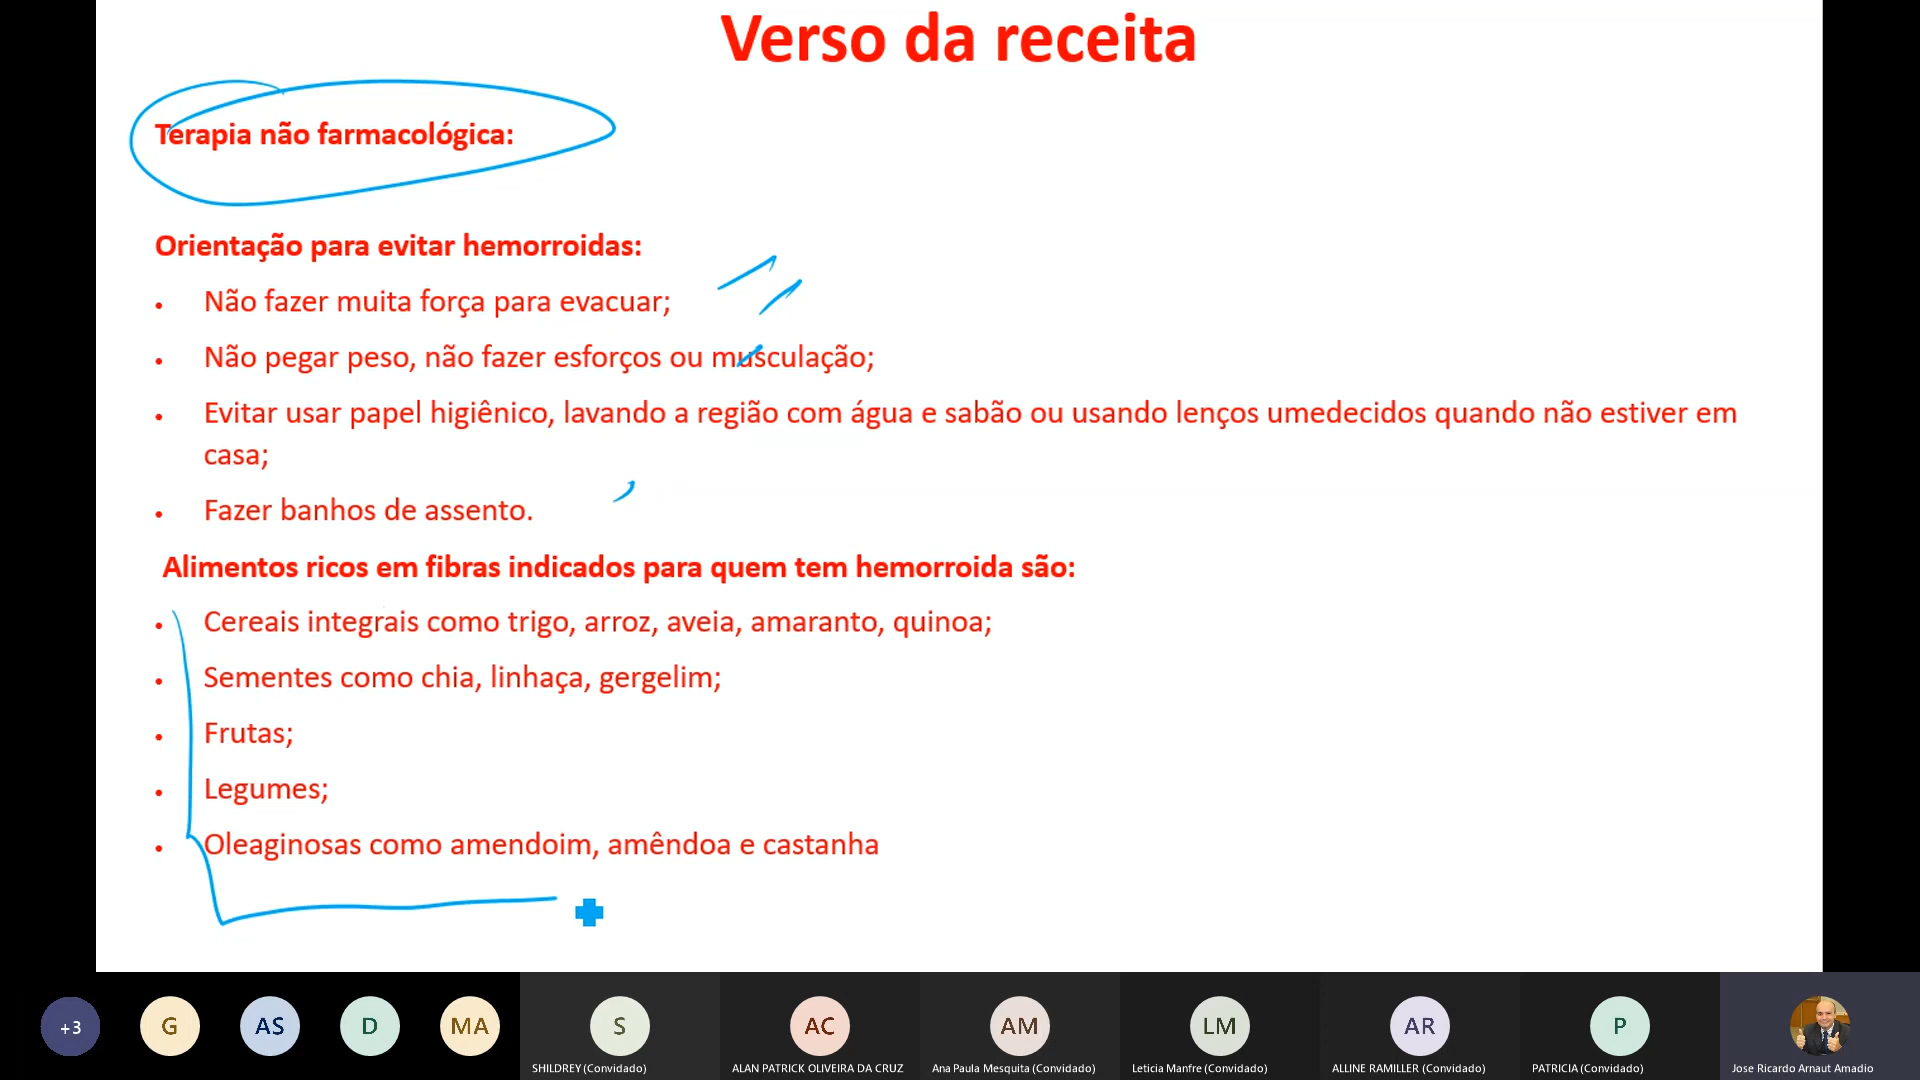 Verso da receita
Terapia não farmacológica:
Orientação para evitar hemorroidas:
• Não fazer muita força para evacuar;
• Não pegar peso, não fazer esforços ou musculação;
• Evitar usar papel higiênico, lavando a região com água e sabão ou usando lenços umedecidos quando não estiver em
casa;
• Fazer banhos de assento.
Alimentos ricos em fibras indicados para quem tem hemorroida são:
• Cereais integrais como trigo, arroz, aveia, amaranto, quinoa;
• Sementes como chia, linhaça, gergelim;
• Frutas;
• Legumes;
• Oleaginosas como amendoim, amêndoa e castanha
+3 G AS D MA S AC AM LM AR P
SHILDREY (Convidado) ALAN PATRICK OLIVEIRA DA CRUZ Ana Paula Mesquita (Convidado) Leticia Manfre (Convidado) ALLINE RAMILLER (Convidado) PATRICIA (Convidado) Jose Ricardo Arnaut Amadio